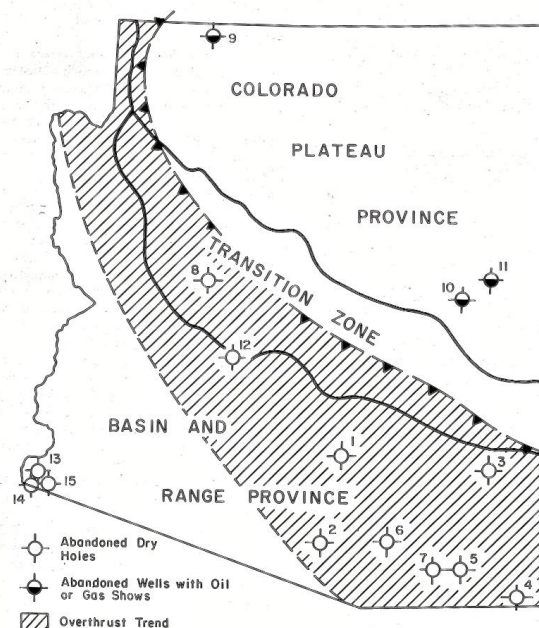 9
COLORADO
PLATEAU
PROVINCE
11
10
TRANSITION ZONE
8
12
BASIN AND
RANGE PROVINCE
1
3
13
14
15
2
6
7
5
4
Abandoned Dry
Holes
Abandoned Wells with Oil
or Gas Shows
Overthrust Trend